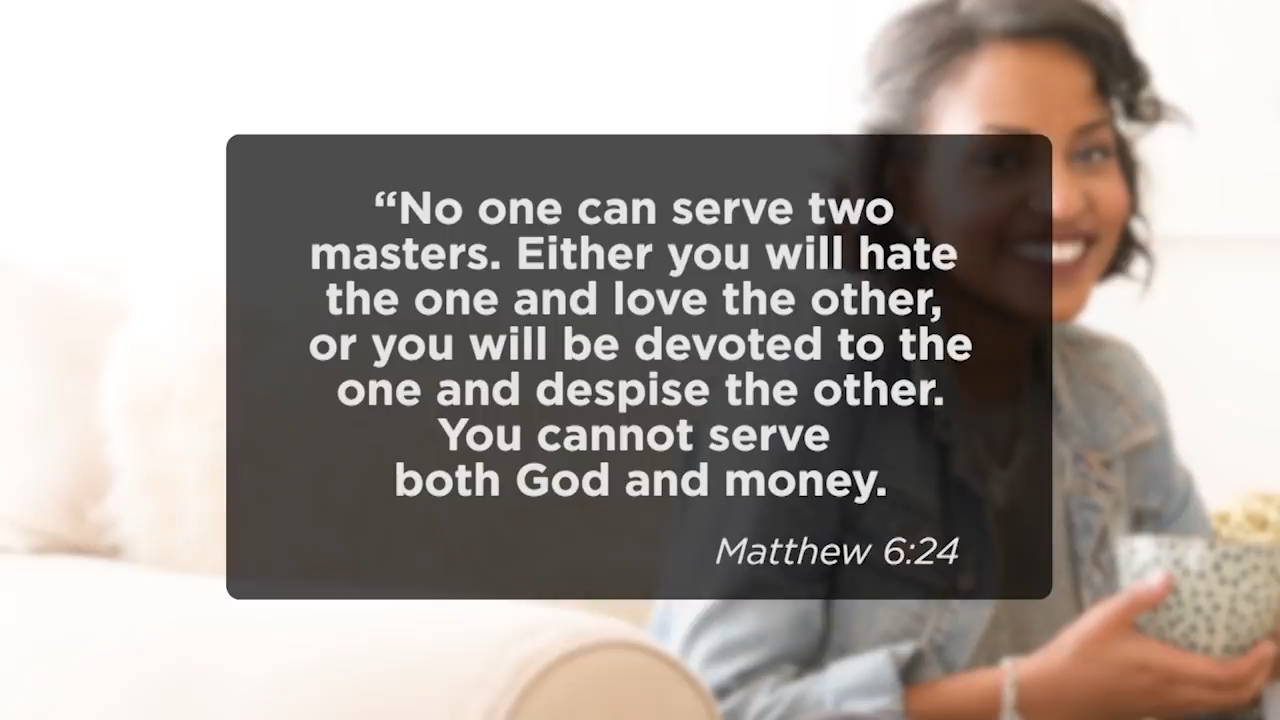 “No one can serve two
masters. Either you will hate
the one and love the other,
or you will be devoted to the
one and despise the other.
You cannot serve
both God and money.
Matthew 6:24